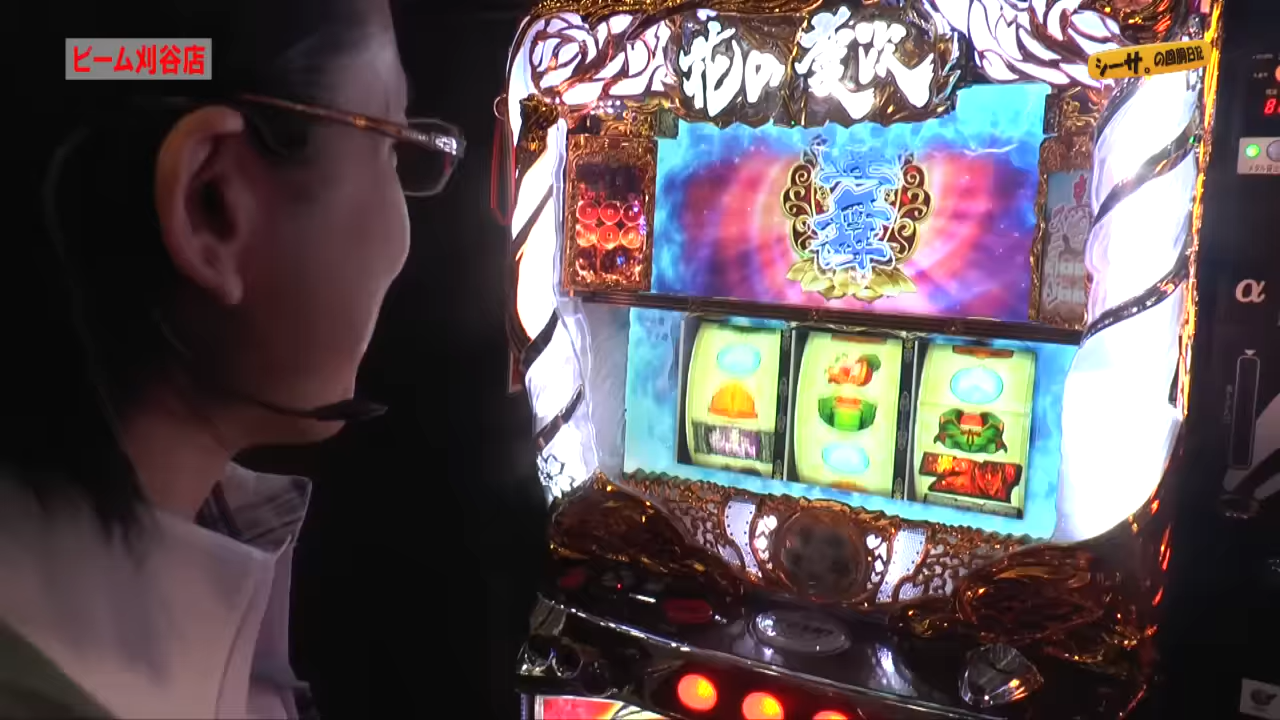 ビーム刈谷店
花の慶次
シーサ。の回胴日記
α